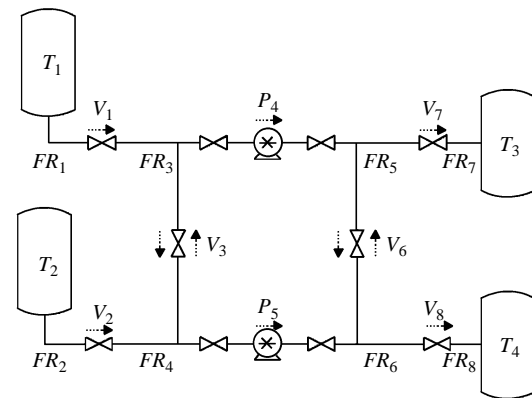 T1
V1 P4 V7
FR1 FR3 FR5 FR7 T3
V3 V6
T2
V2 P5 V8
FR2 FR4 FR6 FR8 T4